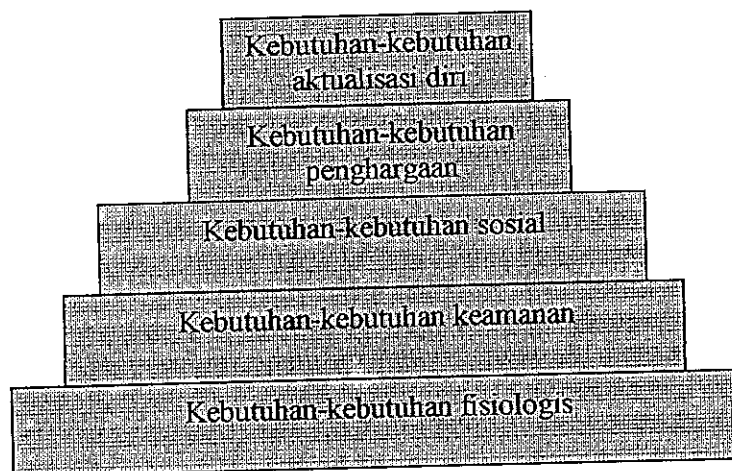 Kebutuhan-kebutuhan
aktualisasi diri
Kebutuhan-kebutuhan
penghargaan
Kebutuhan-kebutuhan sosial
Kebutuhan-kebutuhan keamanan
Kebutuhan-kebutuhan fisiologis